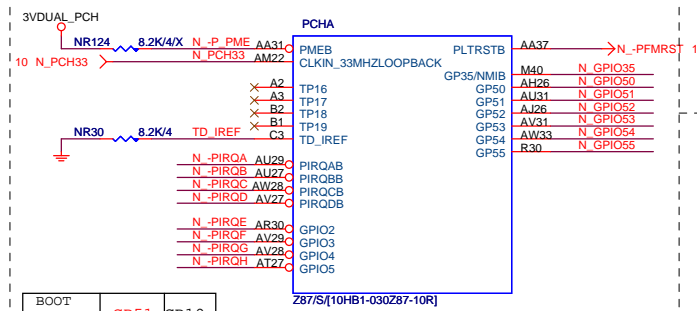 3VDUAL_PCH
PCHA
NR124 8.2K/4/X N_-P_PME AA31 PMEB PLTRSTB AA37 N_-PFMRST 1
10 N_PCH33 N_PCH33 AM22 CLKIN_33MHZLOOPBACK
GP35/NMIB M40 N_GPIO35
A2 TP16 GP50 AH26 N_GPIO50
A3 TP17 GP51 AU31 N_GPIO51
B2 TP18 GP52 AJ26 N_GPIO52
B1 TP19 GP53 AV31 N_GPIO53
NR30 8.2K/4 TD_IREF C3 TD_IREF GP54 AW33 N_GPIO54
GP55 R30 N_GPIO55
N_-PIRQA AU29 PIRQAB
N_-PIRQB AU27 PIRQBB
N_-PIRQC AW28 PIRQCB
N_-PIRQD AV27 PIRQDB
N_-PIRQE AR30 GPIO2
N_-PIRQF AV29 GPIO3
N_-PIRQG AV28 GPIO4
N_-PIRQH AT27 GPIO5
Z87/S/[10HB1-030Z87-10R]
BOOT